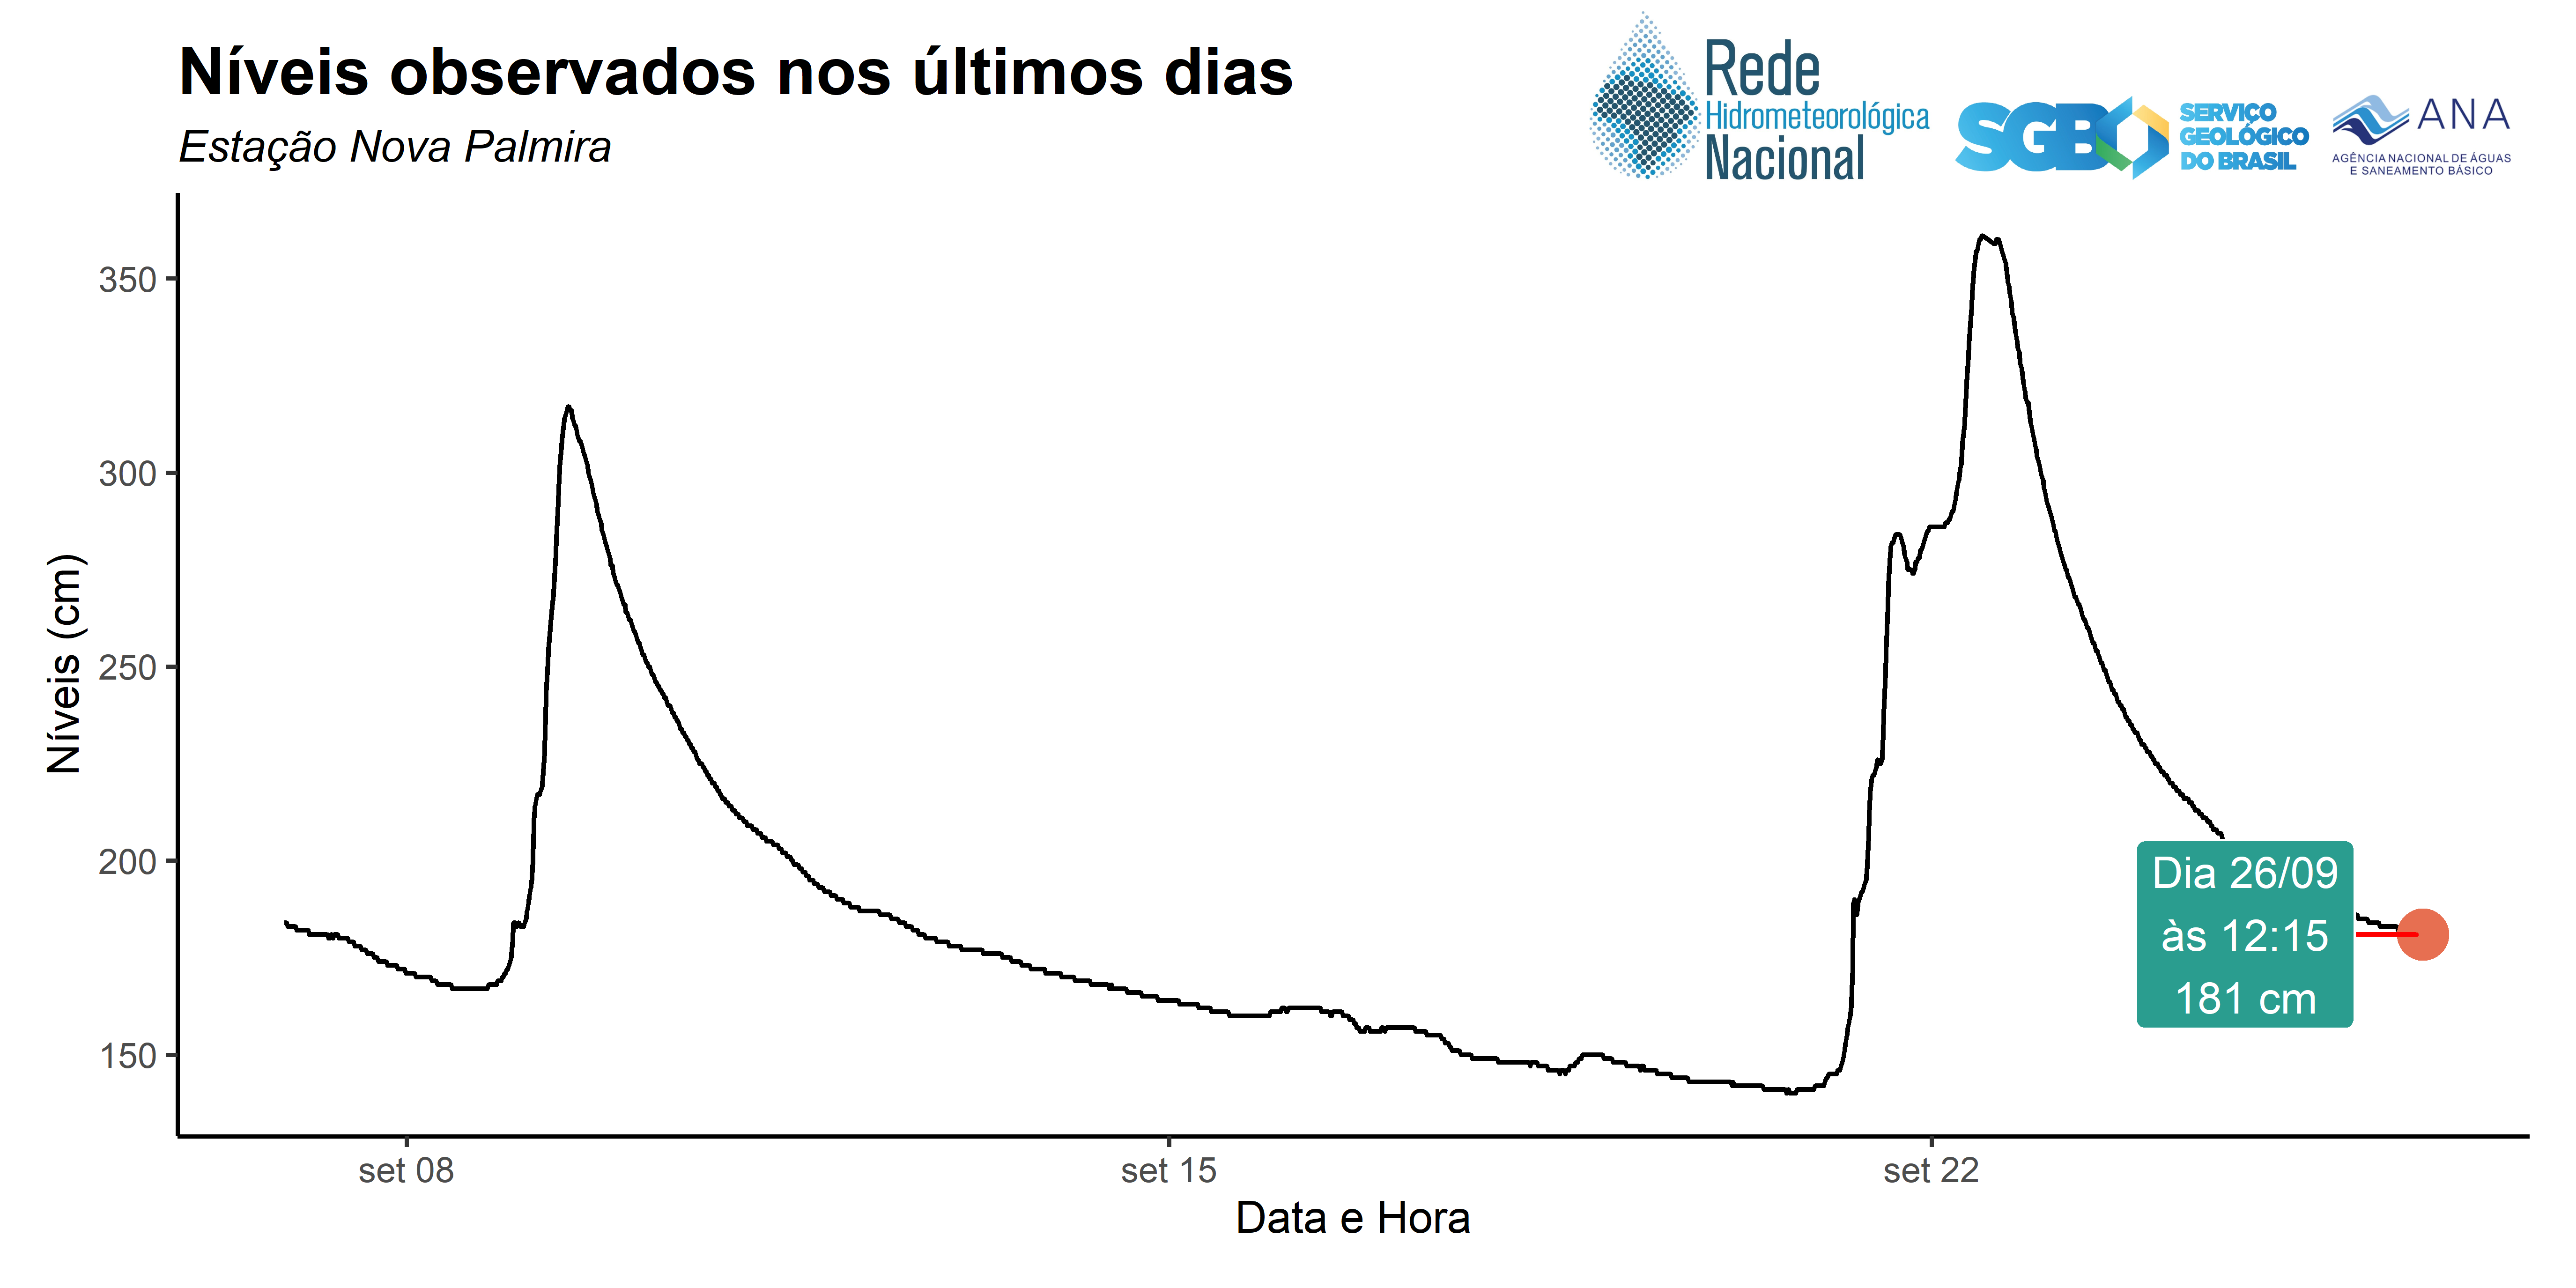 Níveis observados nos últimos dias
Estação Nova Palmira
Rede
Hidrometeorológica
Nacional
SGB
SERVIÇO
GEOLÓGICO
DO BRASIL
ANA
AGÊNCIA NACIONAL DE ÁGUAS
E SANEAMENTO BÁSICO
Níveis (cm)
350
300
250
200
150
Dia 26/09
às 12:15
181 cm
set 08
set 15
set 22
Data e Hora